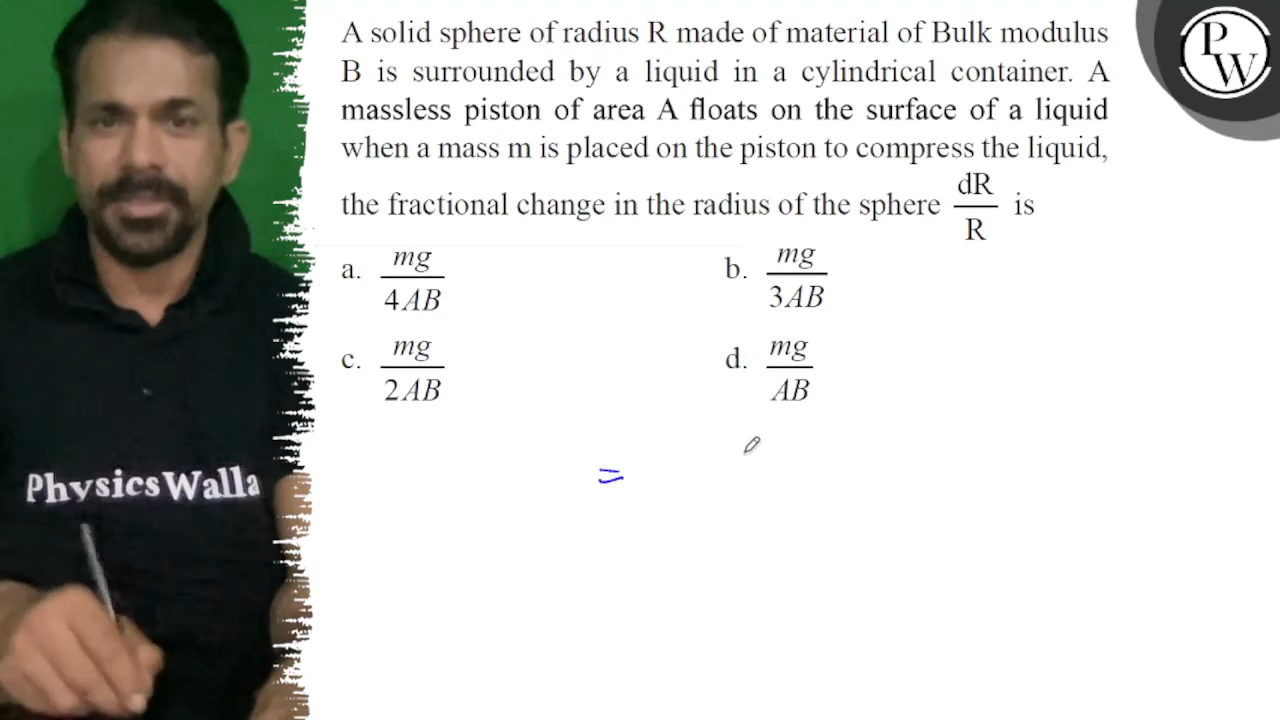 A solid sphere of radius R made of material of Bulk modulus
B is surrounded by a liquid in a cylindrical container. A
massless piston of area A floats on the surface of a liquid
when a mass m is placed on the piston to compress the liquid,
the fractional change in the radius of the sphere dR/R is
a. mg/4AB b. mg/3AB
c. mg/2AB d. mg/AB
=
PhysicsWalla
PW